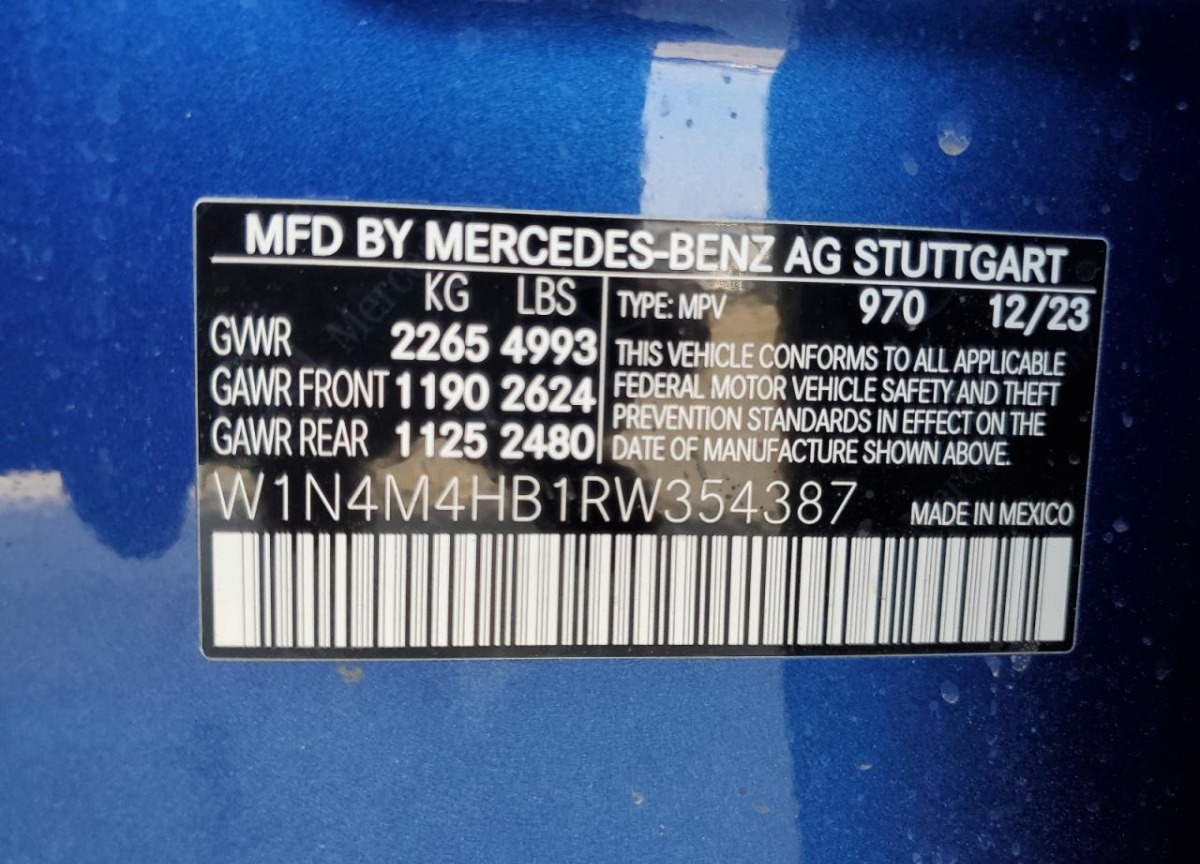 MFD BY MERCEDES-BENZ AG STUTTGART
KG LBS
GVWR 2265 4993
GAWR FRONT 1190 2624
GAWR REAR 1125 2480
TYPE: MPV 970 12/23
THIS VEHICLE CONFORMS TO ALL APPLICABLE
FEDERAL MOTOR VEHICLE SAFETY AND THEFT
PREVENTION STANDARDS IN EFFECT ON THE
DATE OF MANUFACTURE SHOWN ABOVE.
W1N4M4HB1RW354387 MADE IN MEXICO